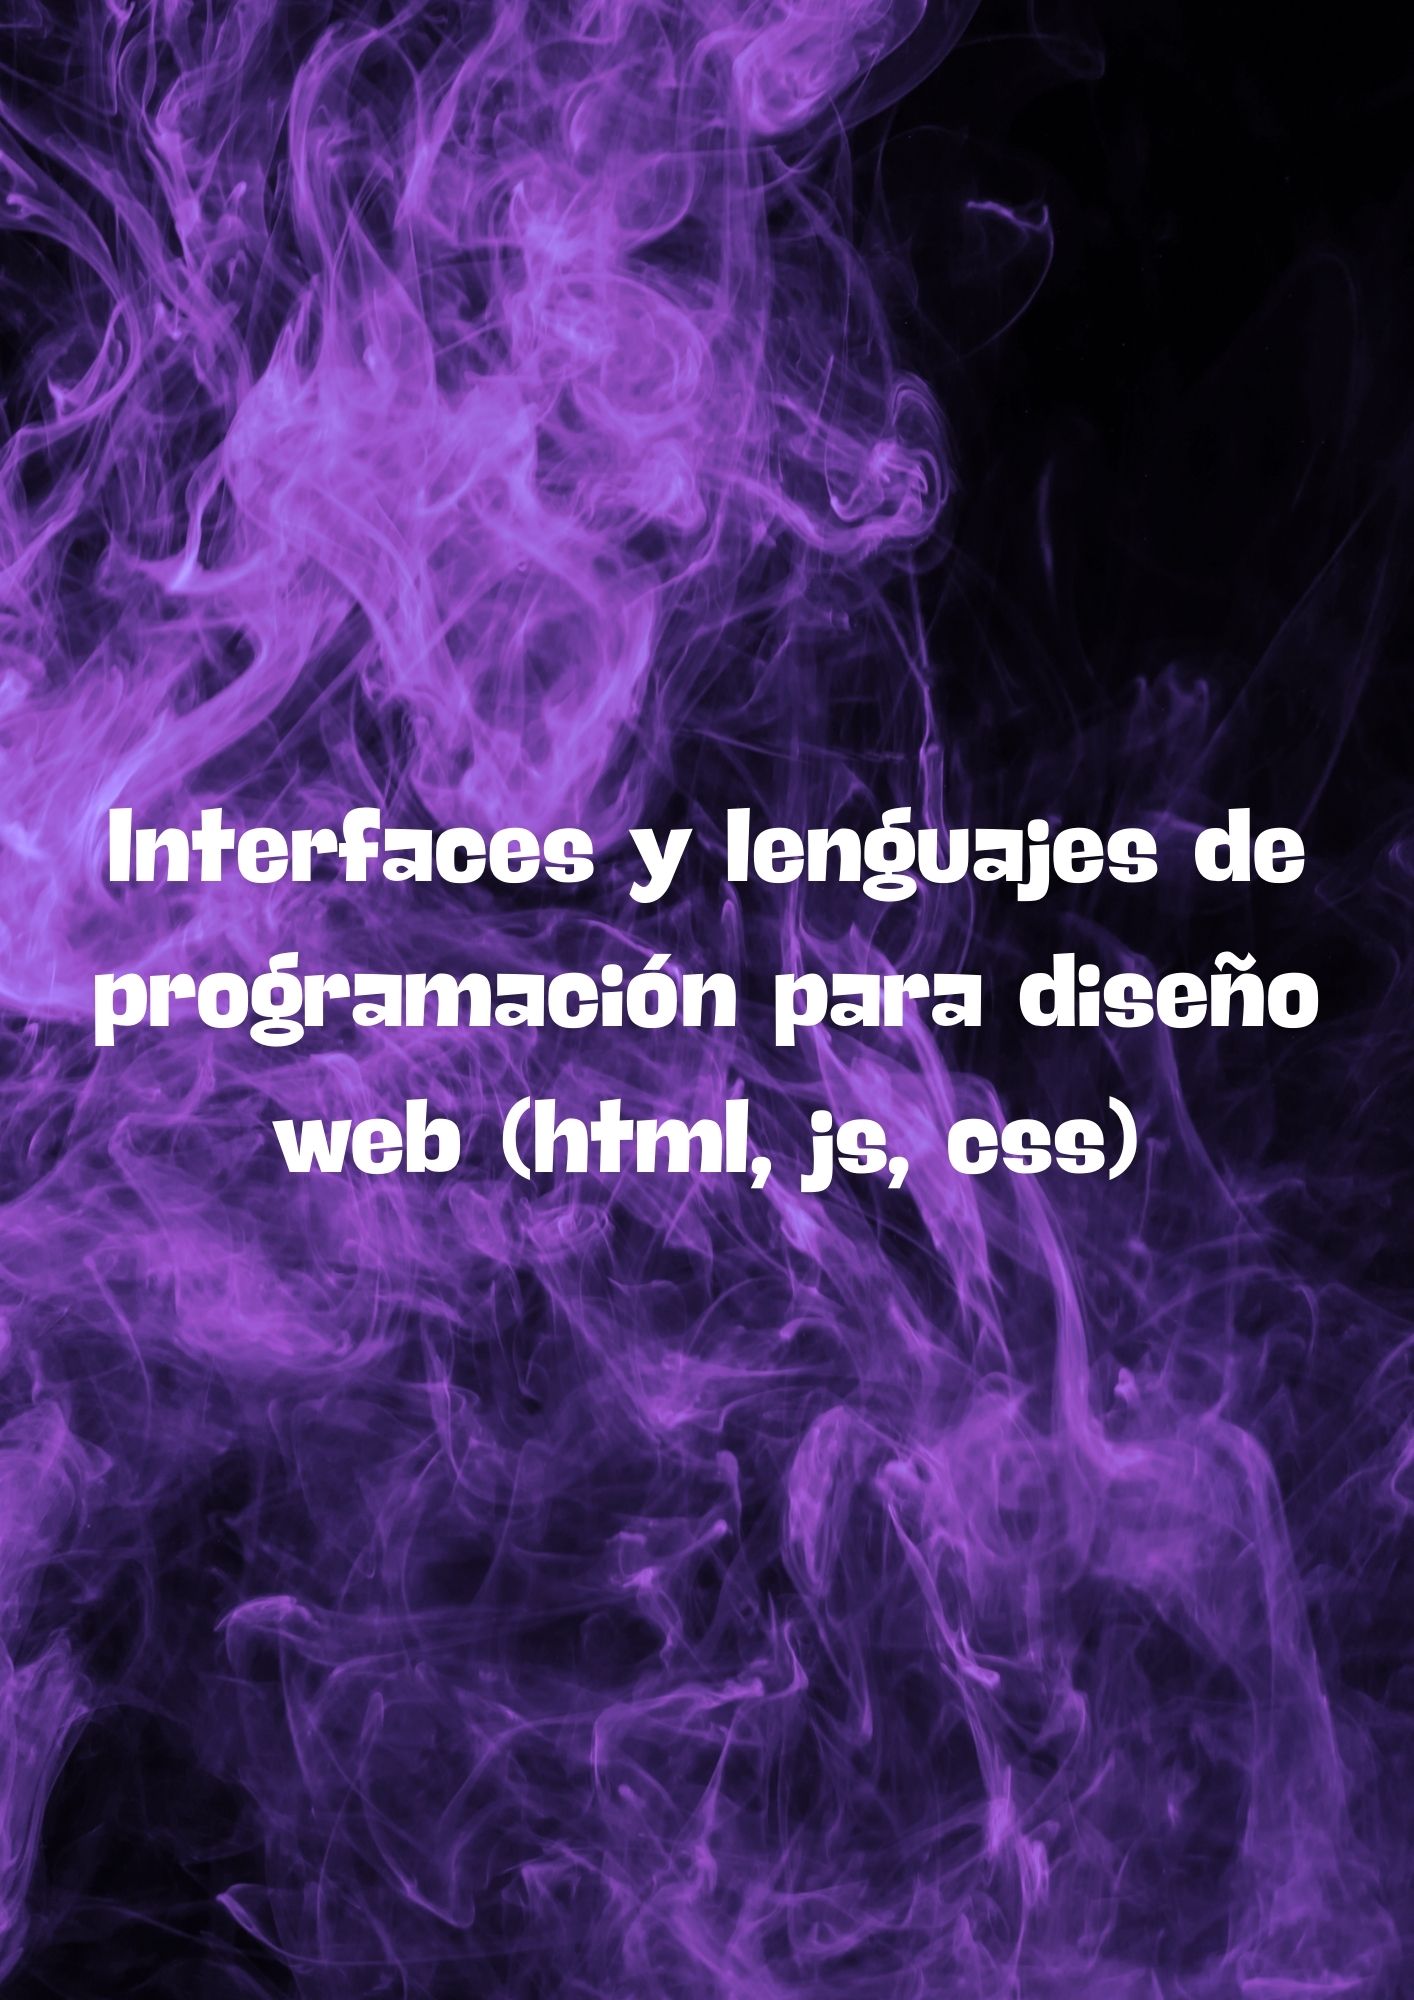 Interfaces y lenguajes de
programación para diseño
web (html, js, css)